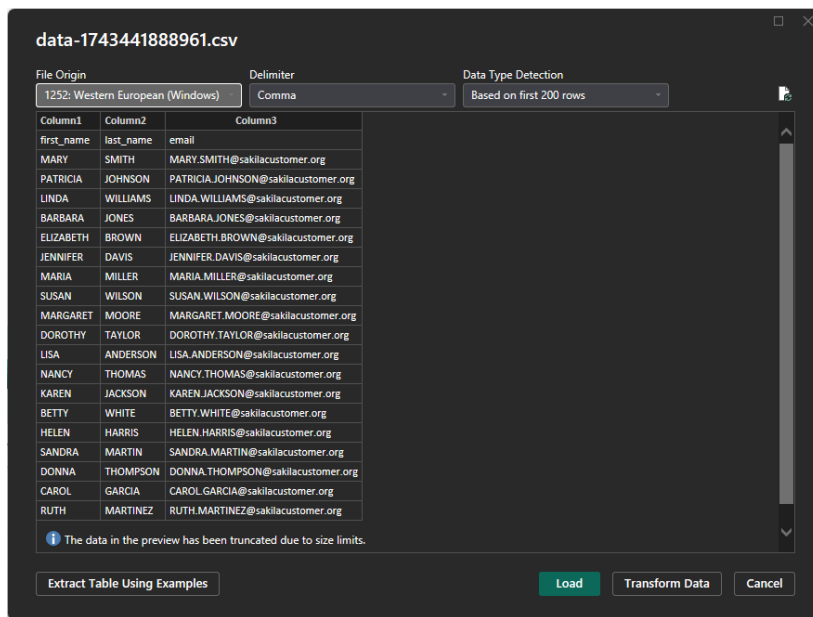 data-1743441888961.csv
File Origin Delimiter Data Type Detection
1252: Western European (Windows) Comma Based on first 200 rows
Column1 Column2 Column3
first_name last_name email
MARY SMITH MARY.SMITH@sakilacustomer.org
PATRICIA JOHNSON PATRICIA.JOHNSON@sakilacustomer.org
LINDA WILLIAMS LINDA.WILLIAMS@sakilacustomer.org
BARBARA JONES BARBARA.JONES@sakilacustomer.org
ELIZABETH BROWN ELIZABETH.BROWN@sakilacustomer.org
JENNIFER DAVIS JENNIFER.DAVIS@sakilacustomer.org
MARIA MILLER MARIA.MILLER@sakilacustomer.org
SUSAN WILSON SUSAN.WILSON@sakilacustomer.org
MARGARET MOORE MARGARET.MOORE@sakilacustomer.org
DOROTHY TAYLOR DOROTHY.TAYLOR@sakilacustomer.org
LISA ANDERSON LISA.ANDERSON@sakilacustomer.org
NANCY THOMAS NANCY.THOMAS@sakilacustomer.org
KAREN JACKSON KAREN.JACKSON@sakilacustomer.org
BETTY WHITE BETTY.WHITE@sakilacustomer.org
HELEN HARRIS HELEN.HARRIS@sakilacustomer.org
SANDRA MARTIN SANDRA.MARTIN@sakilacustomer.org
DONNA THOMPSON DONNA.THOMPSON@sakilacustomer.org
CAROL GARCIA CAROL.GARCIA@sakilacustomer.org
RUTH MARTINEZ RUTH.MARTINEZ@sakilacustomer.org
The data in the preview has been truncated due to size limits.
Extract Table Using Examples Load Transform Data Cancel